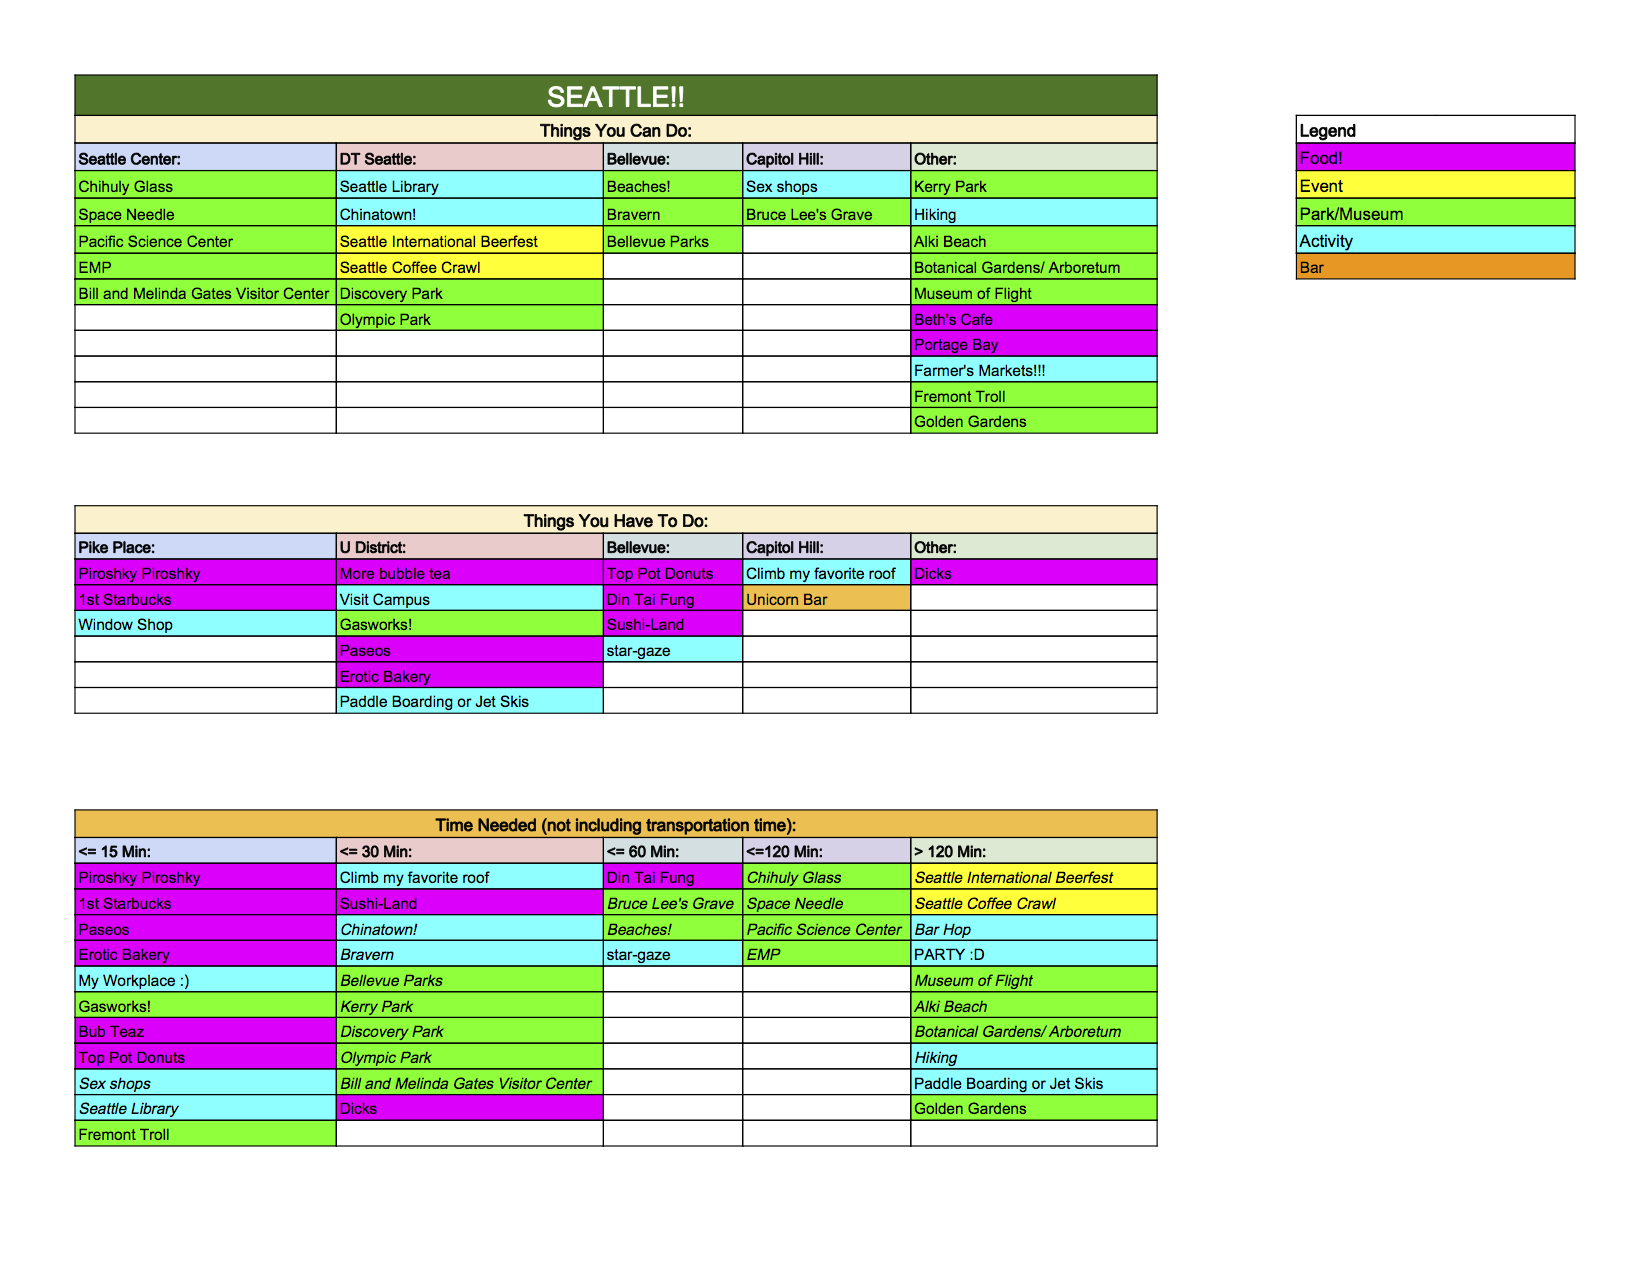 SEATTLE!!
Things You Can Do:
Legend
Seattle Center: DT Seattle: Bellevue: Capitol Hill: Other: Food!
Chihuly Glass Seattle Library Beaches! Sex shops Kerry Park Event
Space Needle Chinatown! Bravern Bruce Lee's Grave Hiking Park/Museum
Pacific Science Center Seattle International Beerfest Bellevue Parks Alki Beach Activity
EMP Seattle Coffee Crawl Botanical Gardens/ Arboretum Bar
Bill and Melinda Gates Visitor Center Discovery Park Museum of Flight
Olympic Park Beth's Cafe
Portage Bay
Farmer's Markets!!!
Fremont Troll
Golden Gardens
Things You Have To Do:
Pike Place: U District: Bellevue: Capitol Hill: Other:
Piroshky Piroshky More bubble tea Top Pot Donuts Climb my favorite roof Dicks
1st Starbucks Visit Campus Din Tai Fung Unicorn Bar
Window Shop Gasworks! Sushi-Land
Paseos star-gaze
Erotic Bakery
Paddle Boarding or Jet Skis
Time Needed (not including transportation time):
<= 15 Min: <= 30 Min: <= 60 Min: <=120 Min: > 120 Min:
Piroshky Piroshky Climb my favorite roof Din Tai Fung Chihuly Glass Seattle International Beerfest
1st Starbucks Sushi-Land Bruce Lee's Grave Space Needle Seattle Coffee Crawl
Paseos Chinatown! Beaches! Pacific Science Center Bar Hop
Erotic Bakery Bravern star-gaze EMP PARTY :D
My Workplace :) Bellevue Parks Museum of Flight
Gasworks! Kerry Park Alki Beach
Bub Teaz Discovery Park Botanical Gardens/ Arboretum
Top Pot Donuts Olympic Park Hiking
Sex shops Bill and Melinda Gates Visitor Center Paddle Boarding or Jet Skis
Seattle Library Dicks Golden Gardens
Fremont Troll